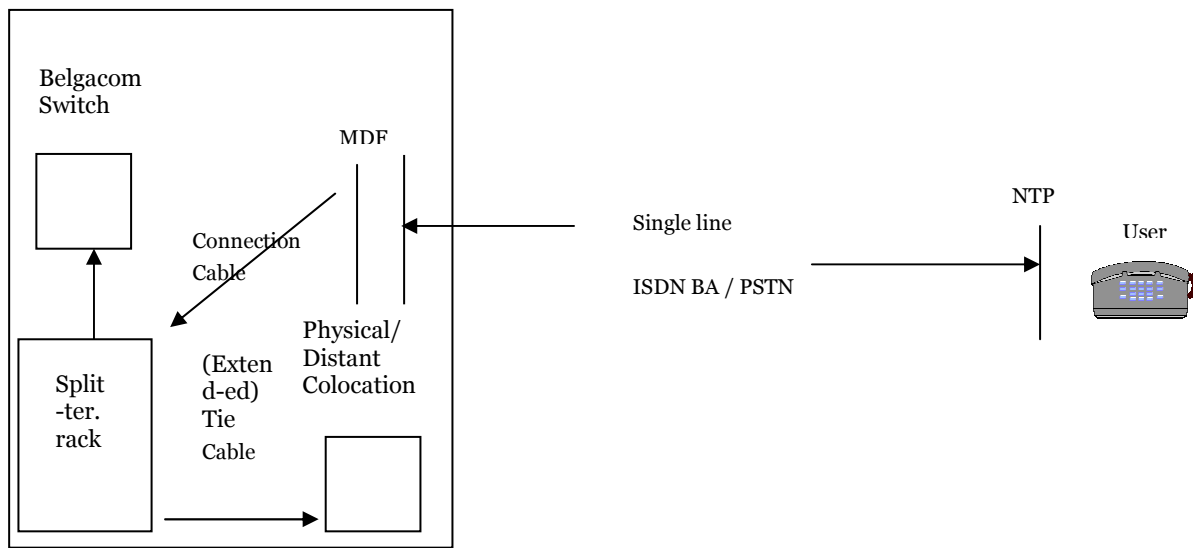 Belgacom
Switch
MDF
Connection
Cable
Split
-ter.
rack
(Exten
d-ed)
Tie
Cable
Physical/
Distant
Colocation
Single line
ISDN BA / PSTN
NTP
User